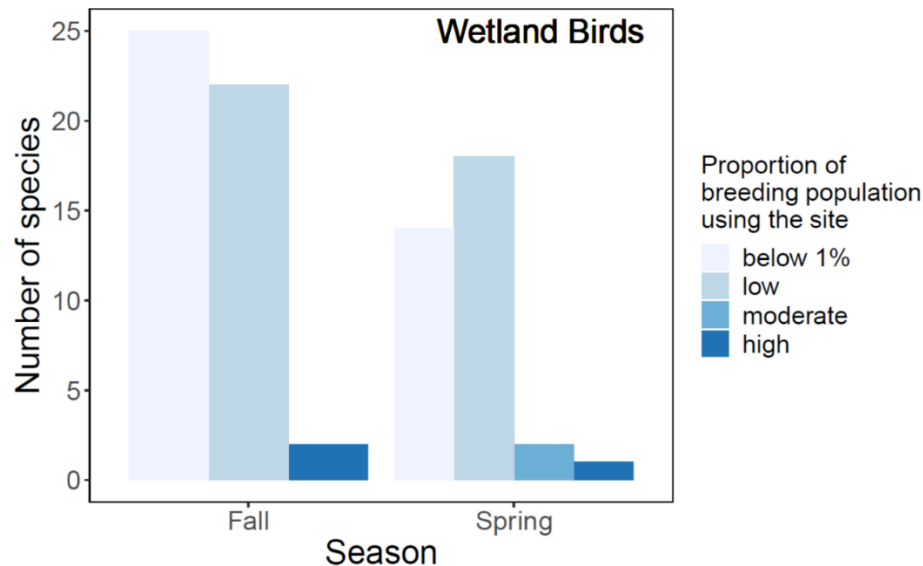 Wetland Birds
25
20
15
10
5
0
Number of species
Fall
Spring
Season
Proportion of
breeding population
using the site
below 1%
low
moderate
high